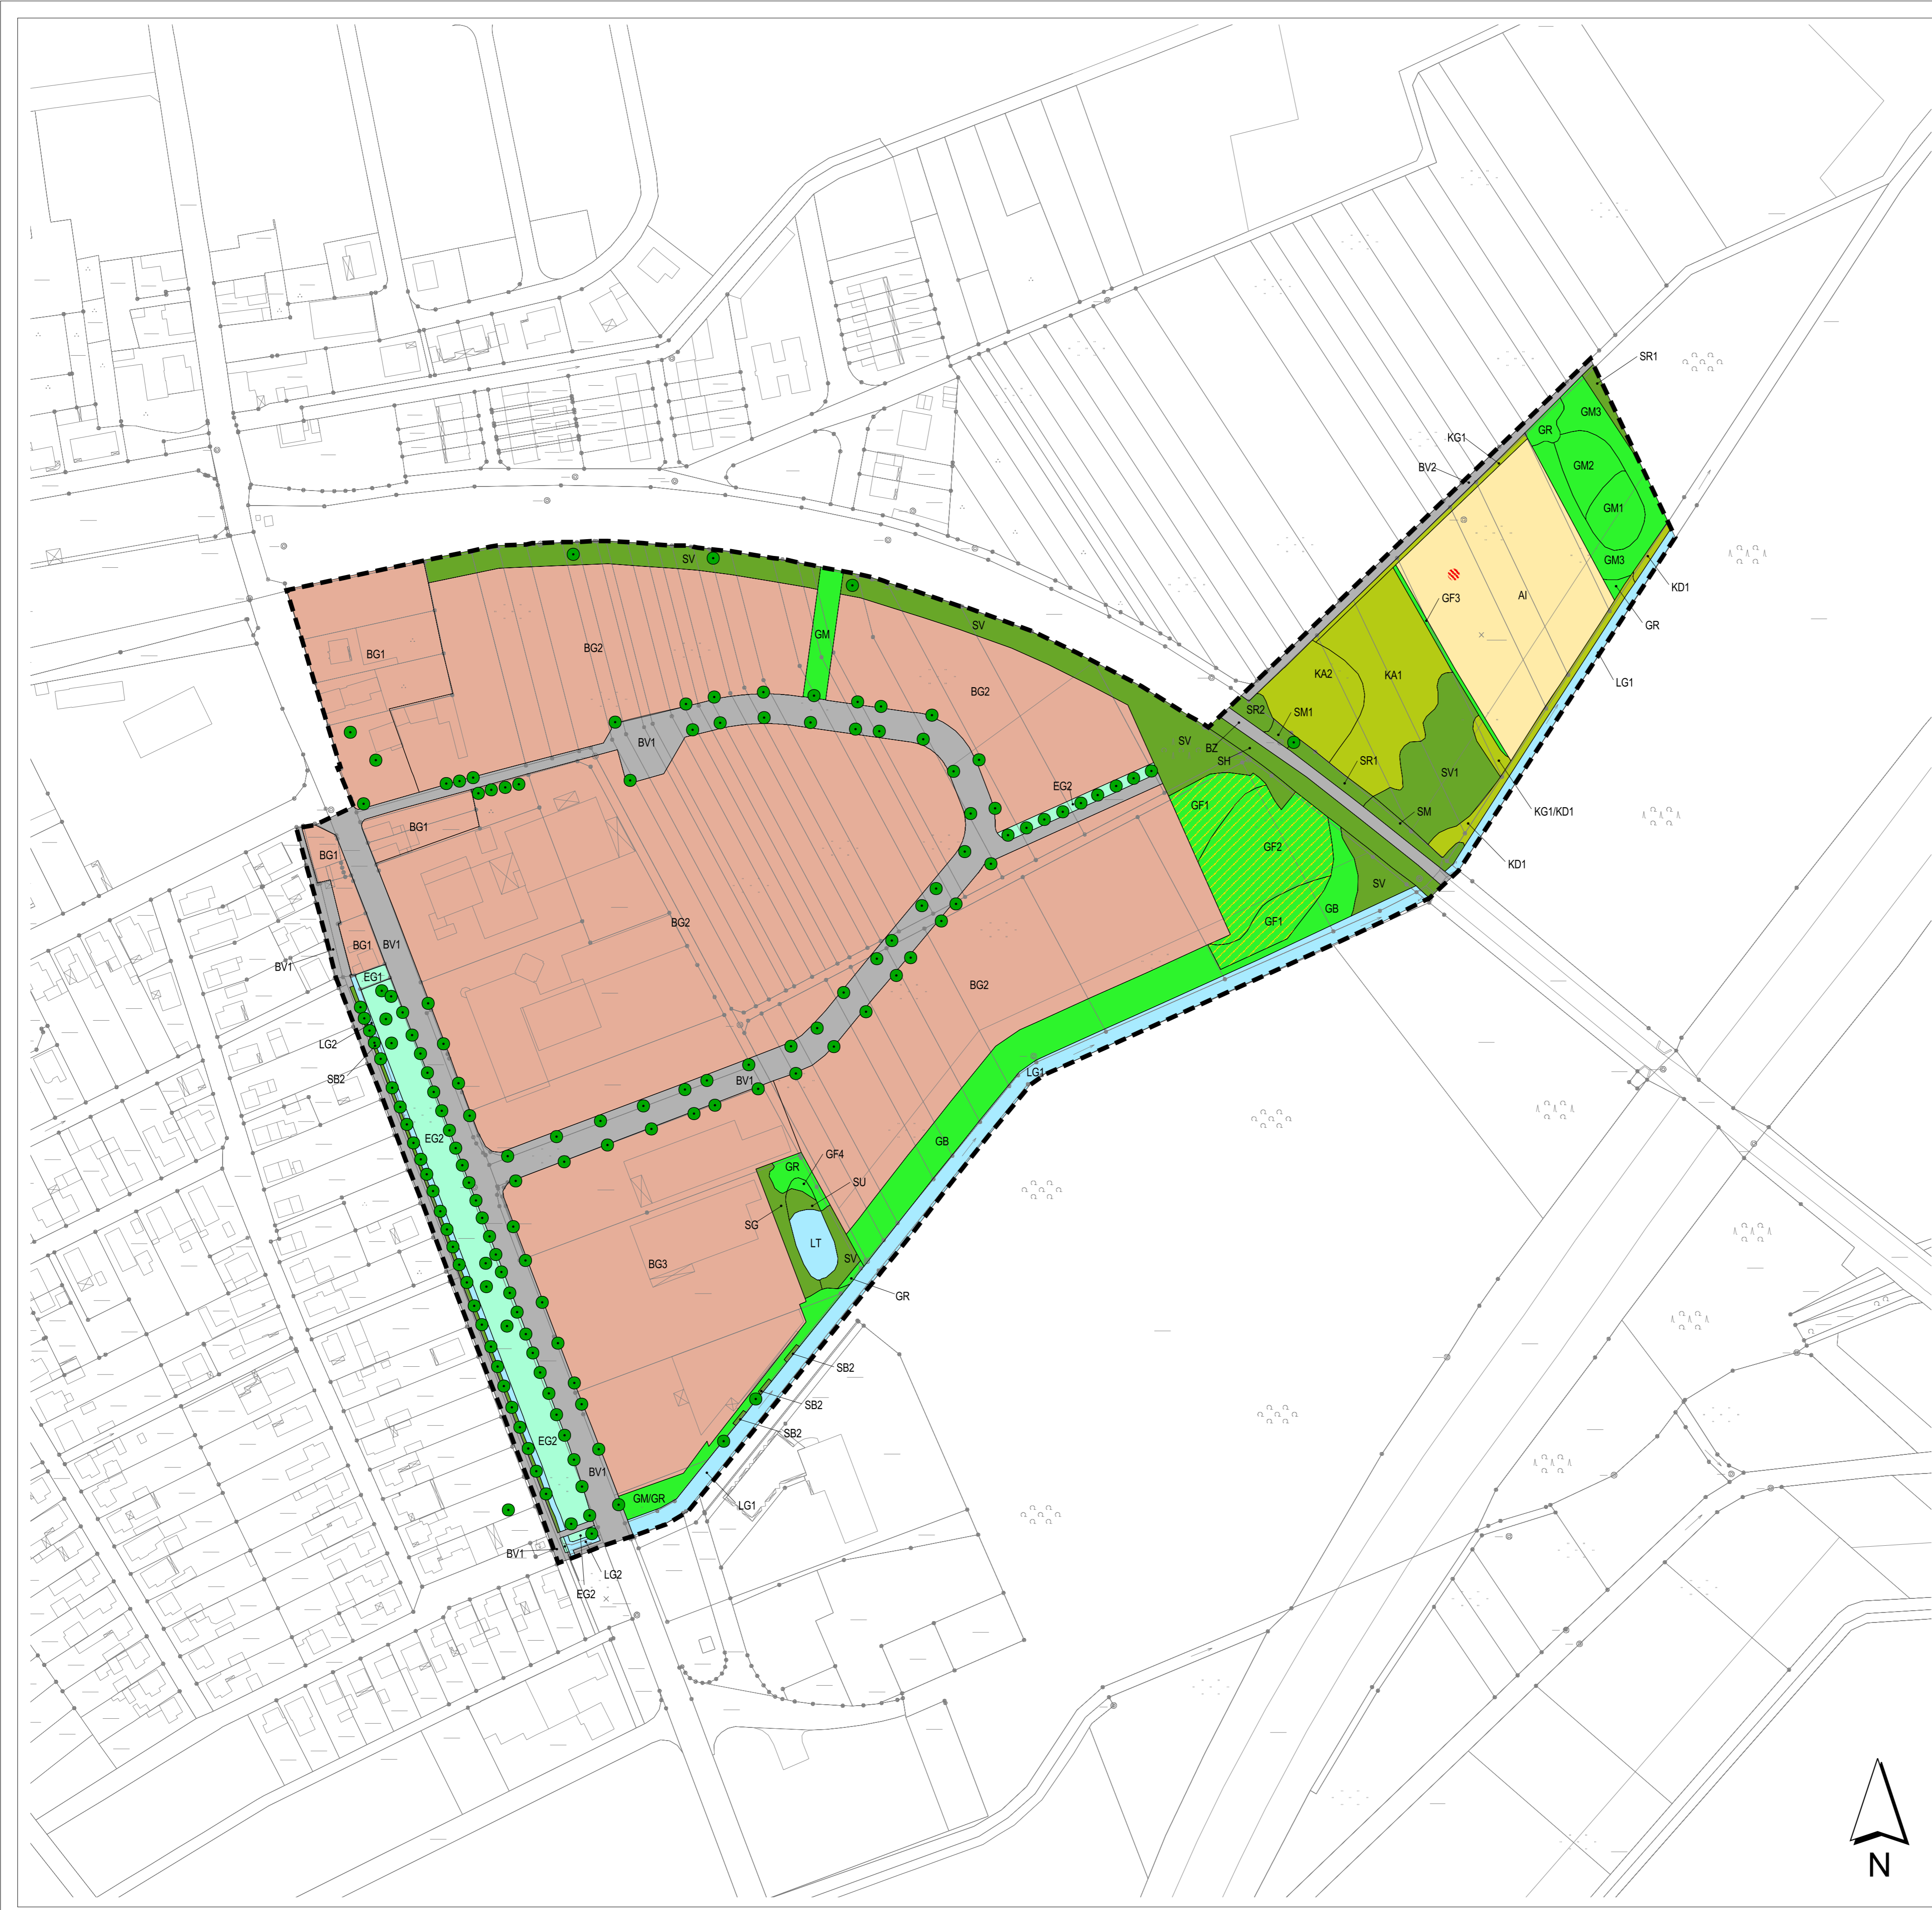 SR1
GM3
GR
KG1
GM2
BV2
GM1
SV
GM3
KD1
AI
GF3
GR
SV
GM
BG2
BG1
KA2
KA1
LG1
BG2
SR2
SM1
SV
BZ
BV1
SH
SR1
SV1
EG2
GF1
SM
KG1/KD1
BG1
GF2
BG1
KD1
SV
GB
BG2
GF1
BG1
BV1
BV1
EG1
BG2
LG2
LG1
SB2
BV1
EG2
GB
GF4
GR
SU
SG
LT
SV
BG3
GR
SB2
SB2
SB2
EG2
BV1
GM/GR
LG1
BV1
LG2
EG2
N